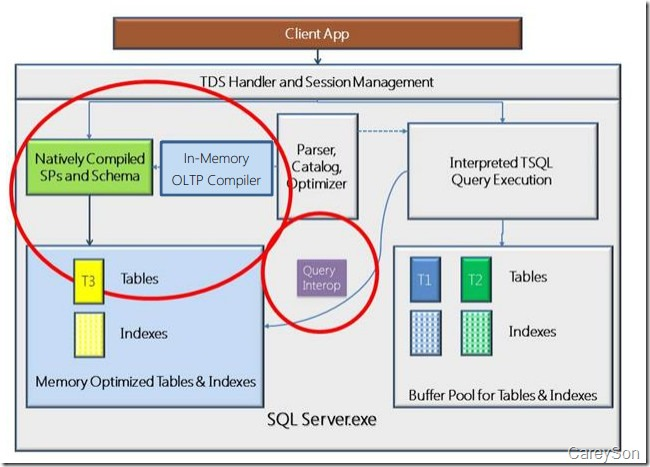 Client App
TDS Handler and Session Management
Natively Compiled
SPs and Schema
In-Memory
OLTP Compiler
Parser,
Catalog,
Optimizer
Interpreted TSQL
Query Execution
Query
Interop
T3
Tables
Indexes
Memory Optimized Tables & Indexes
T1
T2
Tables
Indexes
Buffer Pool for Tables & Indexes
SQL Server.exe
CareySon